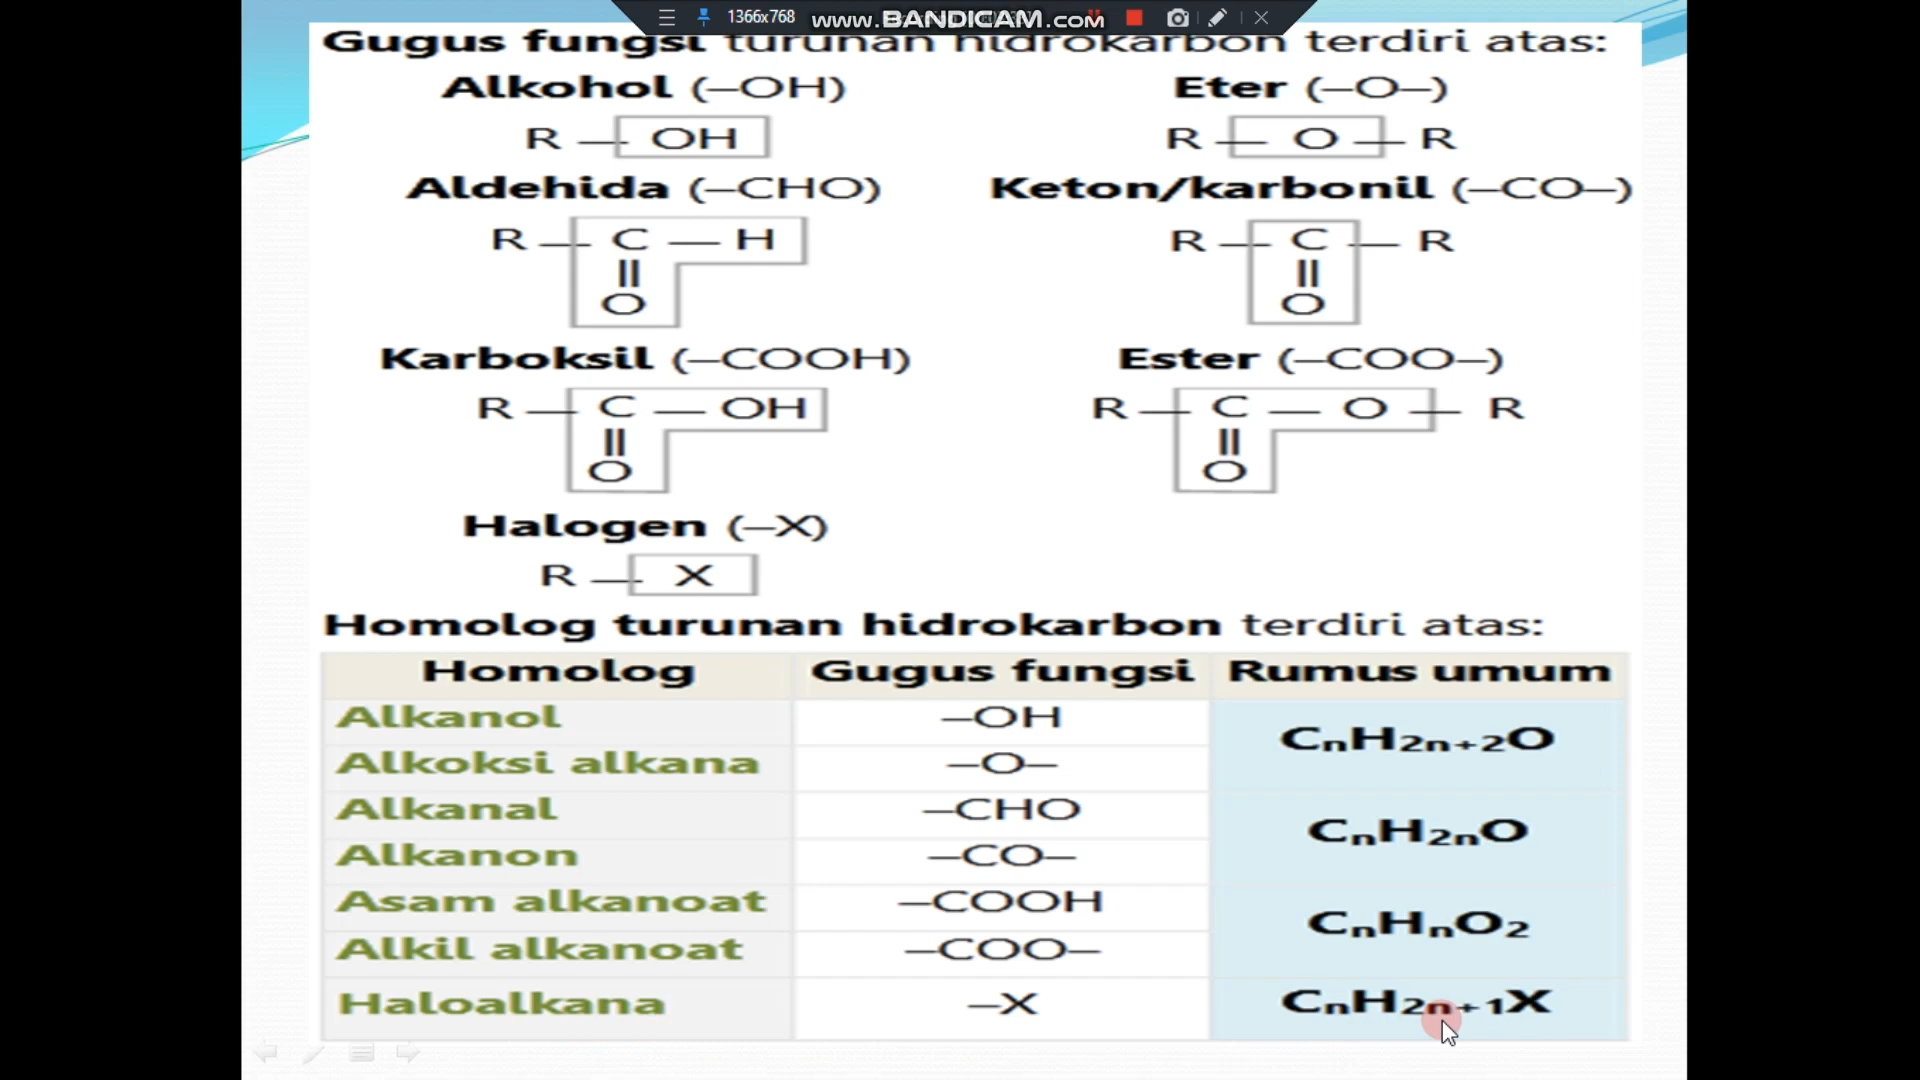 1366x768 www.BANDICAM.com
Gugus fungsi turunan hidrokarbon terdiri atas:
Alkohol (–OH) Eter (–O–)
R — OH R — O — R
Aldehida (–CHO) Keton/karbonil (–CO–)
R — C — H R — C — R
|| ||
O O
Karboksil (–COOH) Ester (–COO–)
R — C — OH R — C — O — R
|| ||
O O
Halogen (–X)
R — X
Homolog turunan hidrokarbon terdiri atas:
Homolog Gugus fungsi Rumus umum
Alkanol –OH CnH2n+2O
Alkoksi alkana –O–
Alkanal –CHO CnH2nO
Alkanon –CO–
Asam alkanoat –COOH CnHnO2
Alkil alkanoat –COO–
Haloalkana –X CnH2n+1X